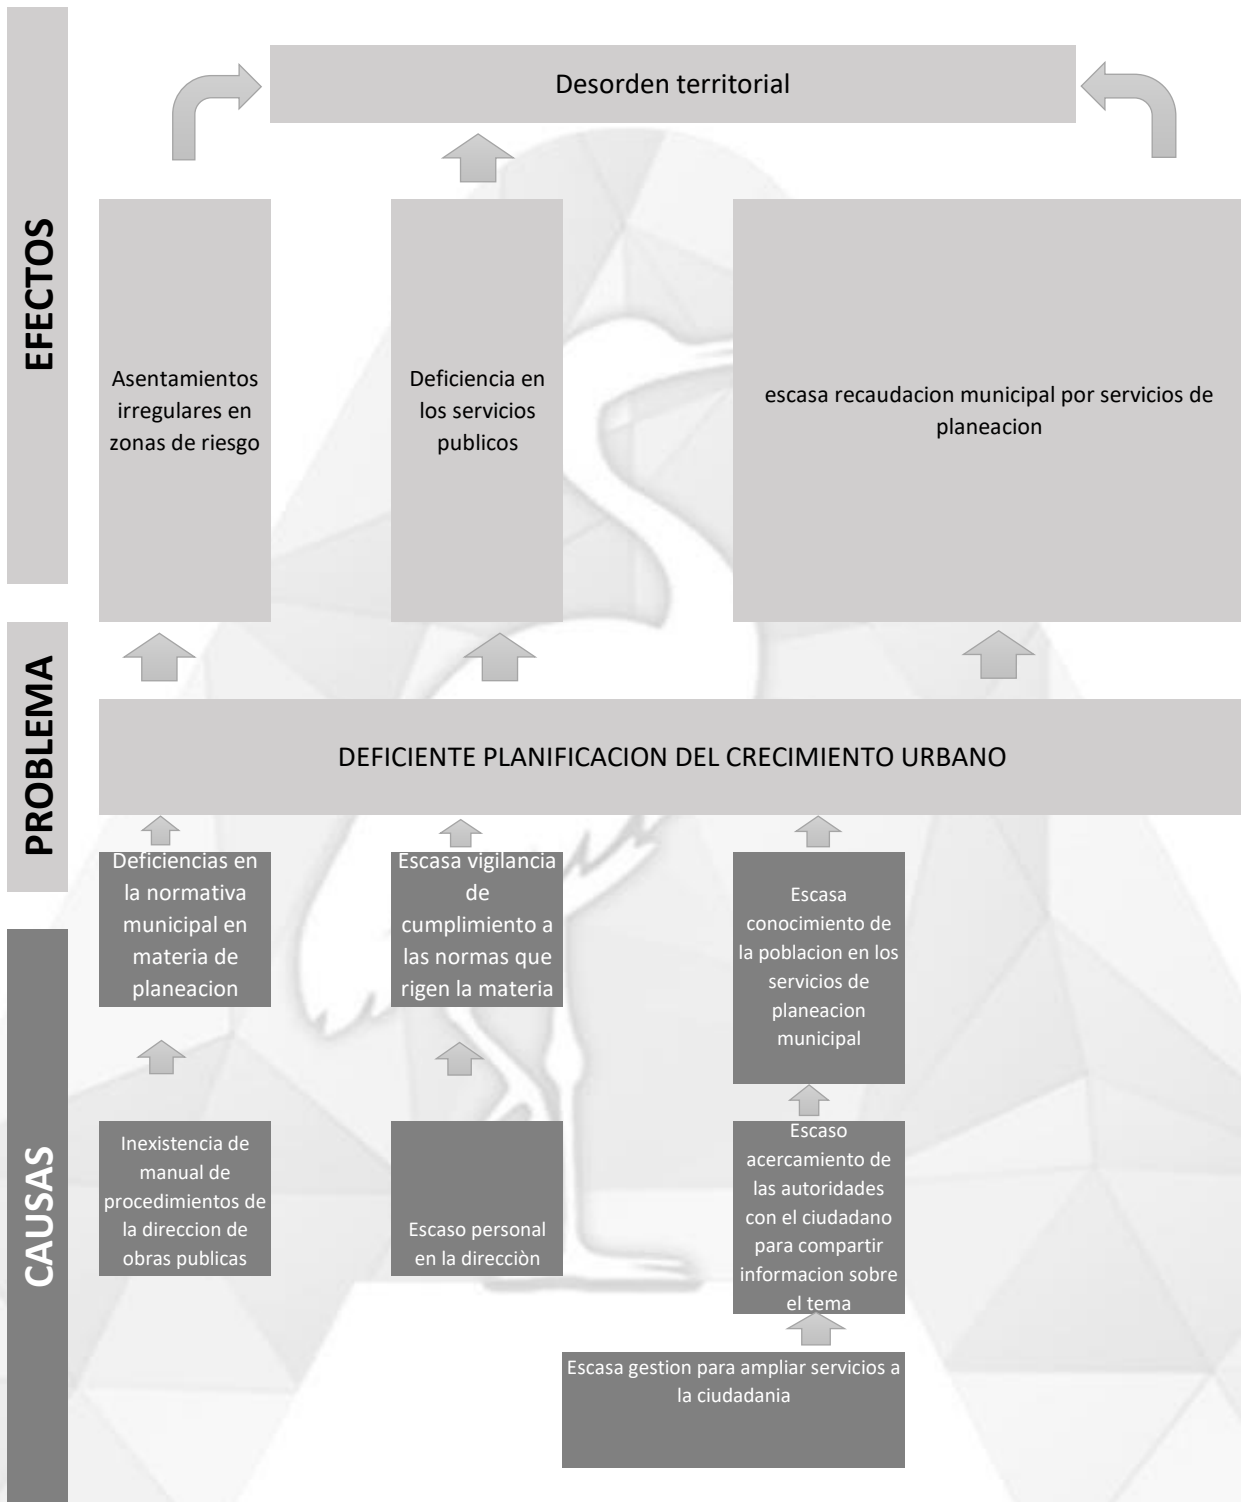 EFECTOS
Desorden territorial
Asentamientos
irregulares en
zonas de riesgo
Deficiencia en
los servicios
publicos
escasa recaudacion municipal por servicios de
planeacion
PROBLEMA
DEFICIENTE PLANIFICACION DEL CRECIMIENTO URBANO
CAUSAS
Deficiencias en
la normativa
municipal en
materia de
planeacion
Escasa vigilancia
de
cumplimiento a
las normas que
rigen la materia
Escasa
conocimiento de
la poblacion en los
servicios de
planeacion
municipal
Inexistencia de
manual de
procedimientos de
la direccion de
obras publicas
Escaso personal
en la direcciòn
Escaso
acercamiento de
las autoridades
con el ciudadano
para compartir
informacion sobre
el tema
Escasa gestion para ampliar servicios a
la ciudadania